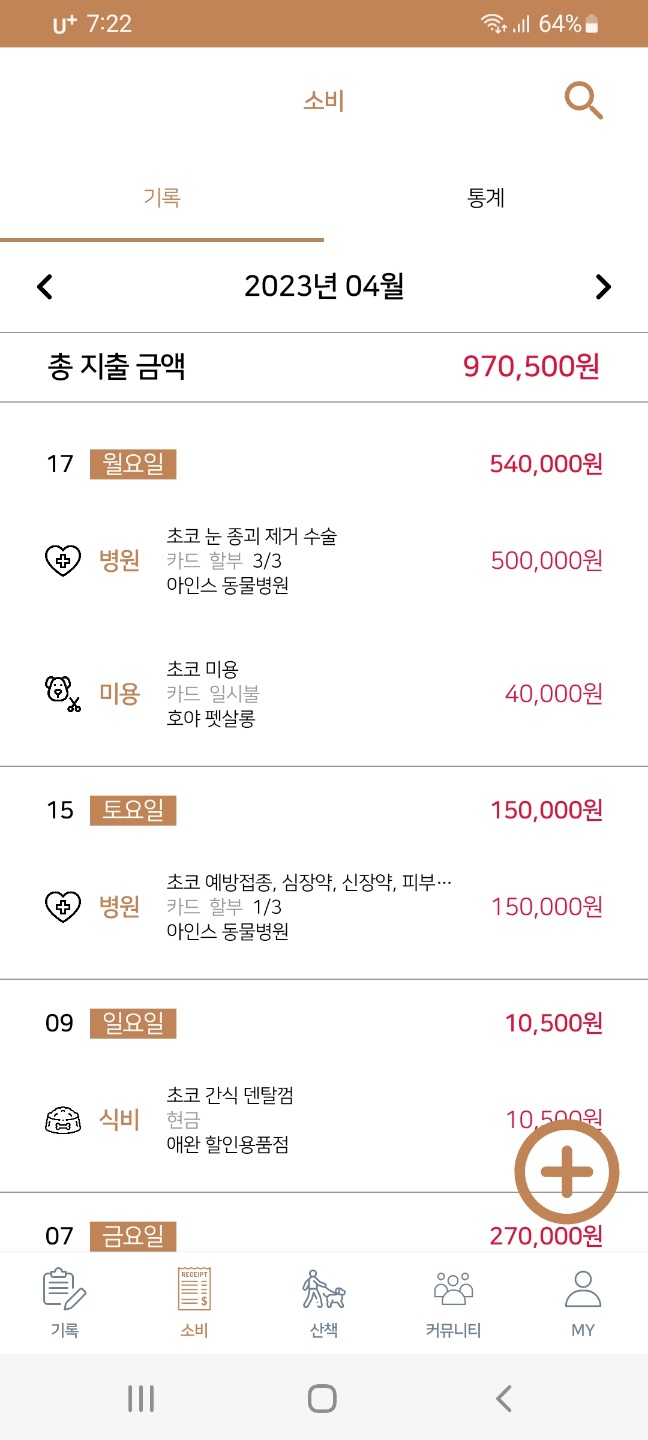 U+ 7:22 64%
소비
기록 통계
2023년 04월
총 지출 금액 970,500원
17 월요일 540,000원
초코 눈 종괴 제거 수술
병원 카드 할부 3/3 500,000원
아인스 동물병원
초코 미용
미용 카드 일시불 40,000원
호야 펫살롱
15 토요일 150,000원
초코 예방접종, 심장약, 신장약, 피부…
병원 카드 할부 1/3 150,000원
아인스 동물병원
09 일요일 10,500원
초코 간식 덴탈껌
식비 현금 10,500원
애완 할인용품점
07 금요일 270,000원
RECEIPT
$
기록 소비 산책 커뮤니티 MY